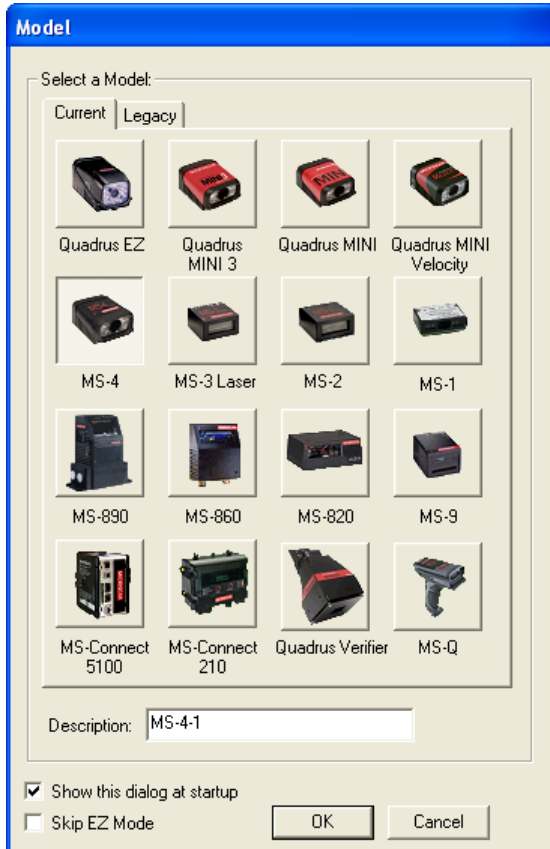 Model
Select a Model:
Current
Legacy
Quadrus EZ
Quadrus
MINI 3
Quadrus MINI
Quadrus MINI
Velocity
MS-4
MS-3 Laser
MS-2
MS-1
MS-890
MS-860
MS-820
MS-9
MS-Connect
5100
MS-Connect
210
Quadrus Verifier
MS-Q
Description:
MS-4-1
Show this dialog at startup
Skip EZ Mode
OK
Cancel